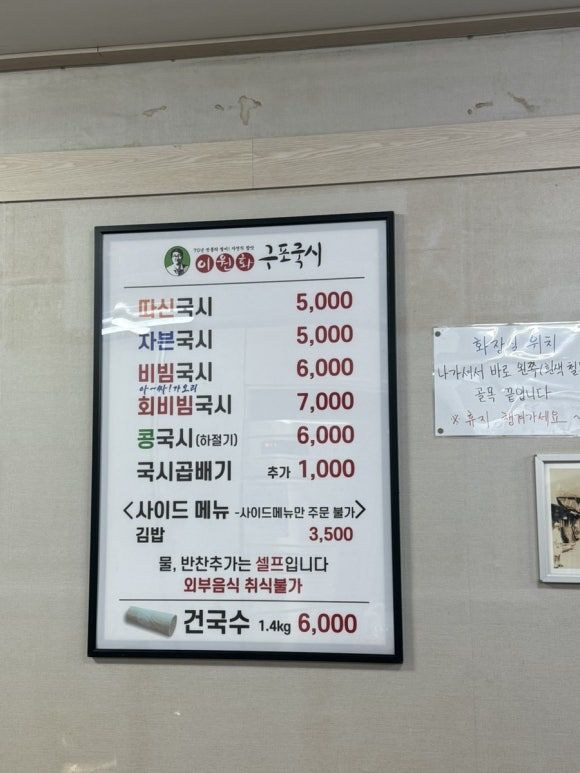 이원화 구포국시
따신국시 5,000
자븐국시 5,000
비빔국시 6,000
아~싸!가오리
회비빔국시 7,000
콩국시(하절기) 6,000
국시곱배기 추가 1,000
<사이드 메뉴 -사이드메뉴만 주문 불가>
김밥 3,500
물, 반찬추가는 셀프입니다
외부음식 취식불가
건국수 1.4kg 6,000
화장실 위치
나가셔서 바로 왼쪽(흰색
골목 끝입니다
※ 휴지 챙겨가세요 ~